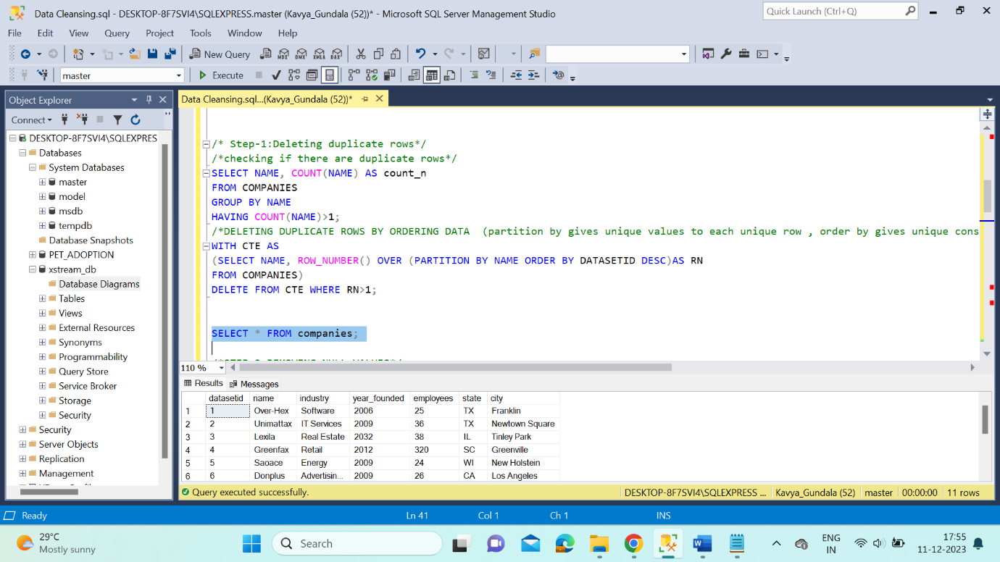 Data Cleansing.sql - DESKTOP-8F7SVI4\SQLEXPRESS.master (Kavya_Gundala (52))* - Microsoft SQL Server Management Studio
Quick Launch (Ctrl+Q)
File Edit View Query Project Tools Window Help
New Query MDX DMX XMLA DAX
master Execute
Object Explorer
Data Cleansing.sql...(Kavya_Gundala (52))*
Connect
DESKTOP-8F7SVI4\SQLEXPRES
Databases
System Databases
master
model
msdb
tempdb
Database Snapshots
PET_ADOPTION
xstream_db
Database Diagrams
Tables
Views
External Resources
Synonyms
Programmability
Query Store
Service Broker
Storage
Security
Security
Server Objects
Replication
Management
/* Step-1:Deleting duplicate rows*/
/*checking if there are duplicate rows*/
SELECT NAME, COUNT(NAME) AS count_n
FROM COMPANIES
GROUP BY NAME
HAVING COUNT(NAME)>1;
/*DELETING DUPLICATE ROWS BY ORDERING DATA  (partition by gives unique values to each unique row , order by gives unique cons
WITH CTE AS
(SELECT NAME, ROW_NUMBER() OVER (PARTITION BY NAME ORDER BY DATASETID DESC)AS RN
FROM COMPANIES)
DELETE FROM CTE WHERE RN>1;
SELECT * FROM companies;
110 %
Results Messages
datasetid name industry year_founded employees state city
1 1 Over-Hex Software 2006 25 TX Franklin
2 2 Unimattax IT Services 2009 36 TX Newtown Square
3 3 Lexila Real Estate 2032 38 IL Tinley Park
4 4 Greenfax Retail 2012 320 SC Greenville
5 5 Saoace Energy 2009 24 WI New Holstein
6 6 Donplus Advertisin... 2009 26 CA Los Angeles
Query executed successfully. DESKTOP-8F7SVI4\SQLEXPRESS ... Kavya_Gundala (52) master 00:00:00 11 rows
Ready Ln 41 Col 1 Ch 1 INS
29°C
Mostly sunny
Search
ENG
IN
17:55
11-12-2023